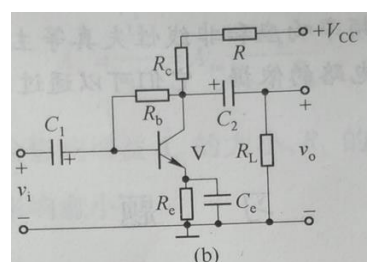 R
+V_CC
R_c
R_b
+
C_2
+
C_1
+
V
R_L
v_o
+
v_i
R_e
C_e
−
−
(b)